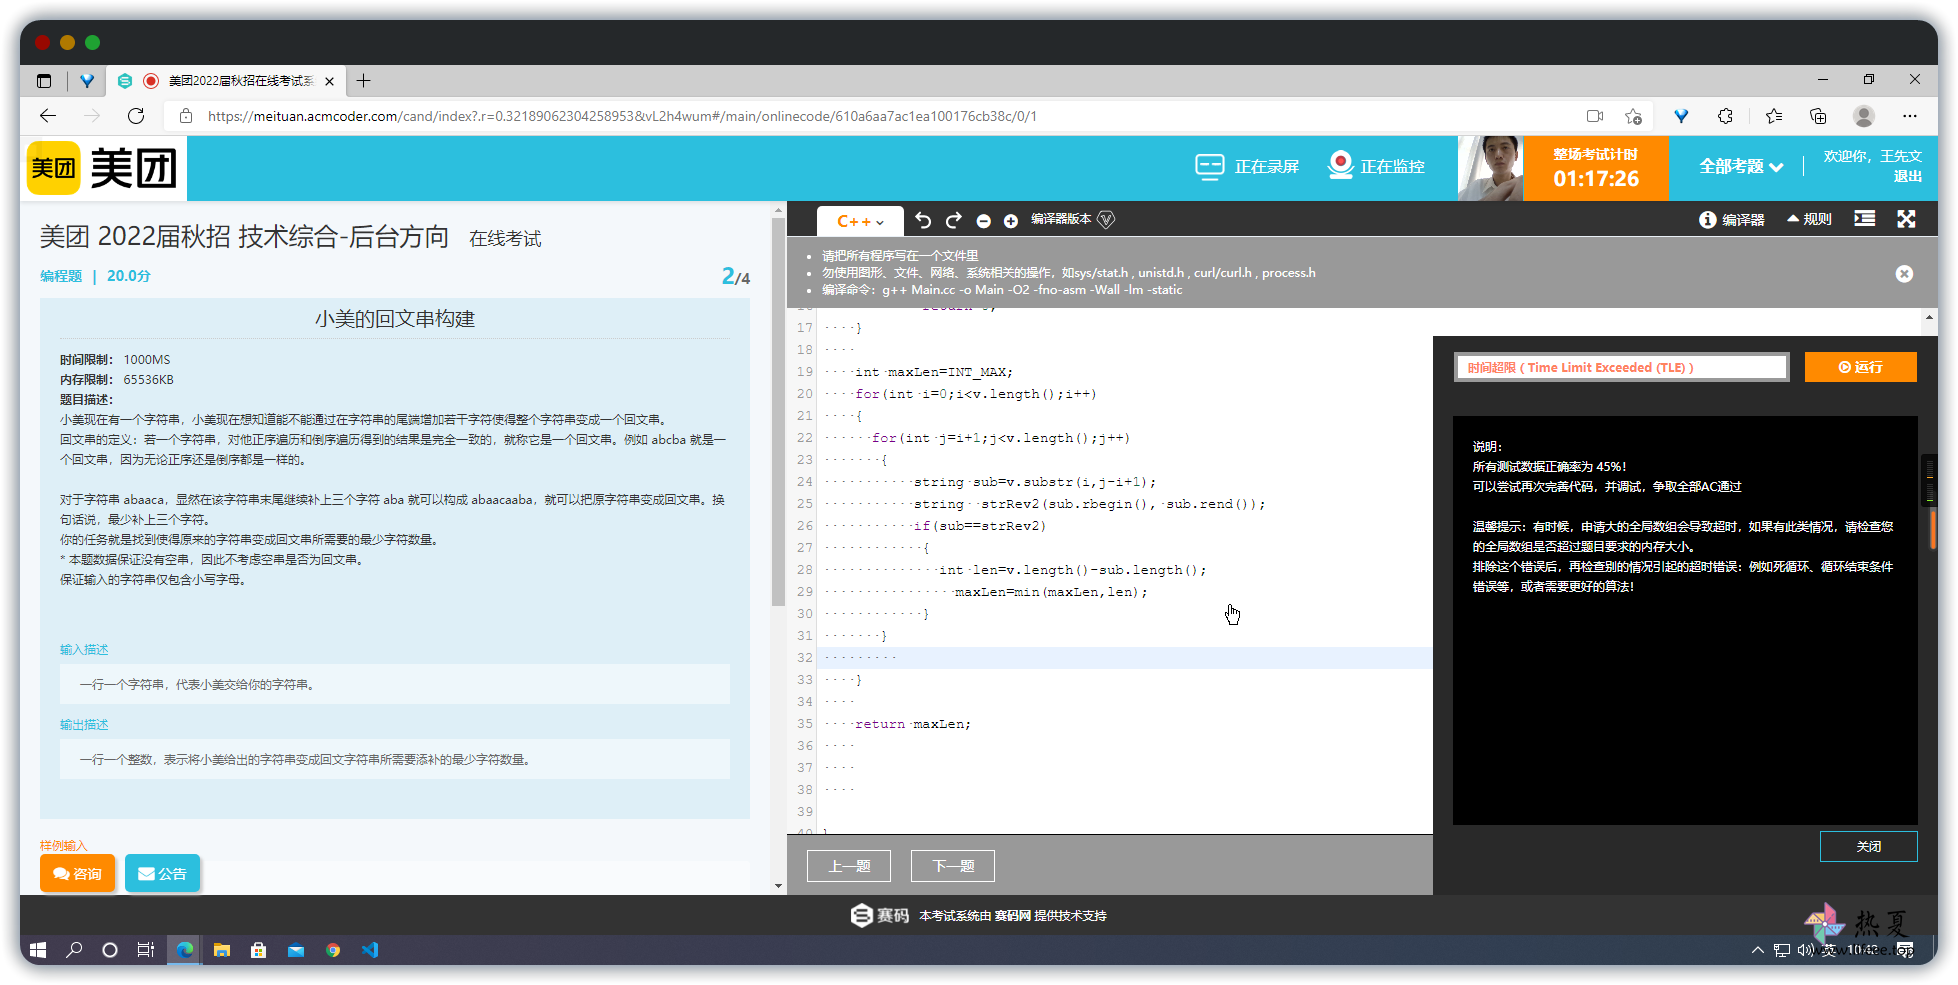 美团2022届秋招在线考试系
https://meituan.acmcoder.com/cand/index?.r=0.32189062304258953&vL2h4wum#/main/onlinecode/610a6aa7ac1ea100176cb38c/0/1
美团 美团
正在录屏
正在监控
整场考试计时
01:17:26
全部考题
欢迎你，王先文
退出
美团 2022届秋招 技术综合-后台方向 在线考试
编程题 | 20.0分
2/4
小美的回文串构建
时间限制： 1000MS
内存限制： 65536KB
题目描述：
小美现在有一个字符串，小美现在想知道能不能通过在字符串的尾端增加若干字符使得整个字符串变成一个回文串。
回文串的定义：若一个字符串，对他正序遍历和倒序遍历得到的结果是完全一致的，就称它是一个回文串。例如 abcba 就是一
个回文串，因为无论正序还是倒序都是一样的。
对于字符串 abaaca，显然在该字符串末尾继续补上三个字符 aba 就可以构成 abaacaaba，就可以把原字符串变成回文串。换
句话说，最少补上三个字符。
你的任务就是找到使得原来的字符串变成回文串所需要的最少字符数量。
* 本题数据保证没有空串，因此不考虑空串是否为回文串。
保证输入的字符串仅包含小写字母。
输入描述
一行一个字符串，代表小美交给你的字符串。
输出描述
一行一个整数，表示将小美给出的字符串变成回文字符串所需要添补的最少字符数量。
样例输入
咨询
公告
C++
编译器版本
编译器
规则
请把所有程序写在一个文件里
勿使用图形、文件、网络、系统相关的操作，如sys/stat.h , unistd.h , curl/curl.h , process.h
编译命令：g++ Main.cc -o Main -O2 -fno-asm -Wall -lm -static
17 ····}
18 ····
19 ····int·maxLen=INT_MAX;
20 ····for(int·i=0;i<v.length();i++)
21 ····{
22 ······for(int·j=i+1;j<v.length();j++)
23 ·······{
24 ···········string·sub=v.substr(i,j-i+1);
25 ···········string··strRev2(sub.rbegin(),·sub.rend());
26 ···········if(sub==strRev2)
27 ············{
28 ··············int·len=v.length()-sub.length();
29 ················maxLen=min(maxLen,len);
30 ············}
31 ·······}
32 ·········
33 ····}
34 ····
35 ····return·maxLen;
36 ····
37 ····
38 ····
39
时间超限 ( Time Limit Exceeded (TLE) )
运行
说明：
所有测试数据正确率为 45%！
可以尝试再次完善代码，并调试，争取全部AC通过
温馨提示：有时候，申请大的全局数组会导致超时，如果有此类情况，请检查您
的全局数组是否超过题目要求的内存大小。
排除这个错误后，再检查别的情况引起的超时错误：例如死循环、循环结束条件
错误等，或者需要更好的算法！
关闭
上一题
下一题
赛码 本考试系统由 赛码网 提供技术支持
热夏
英